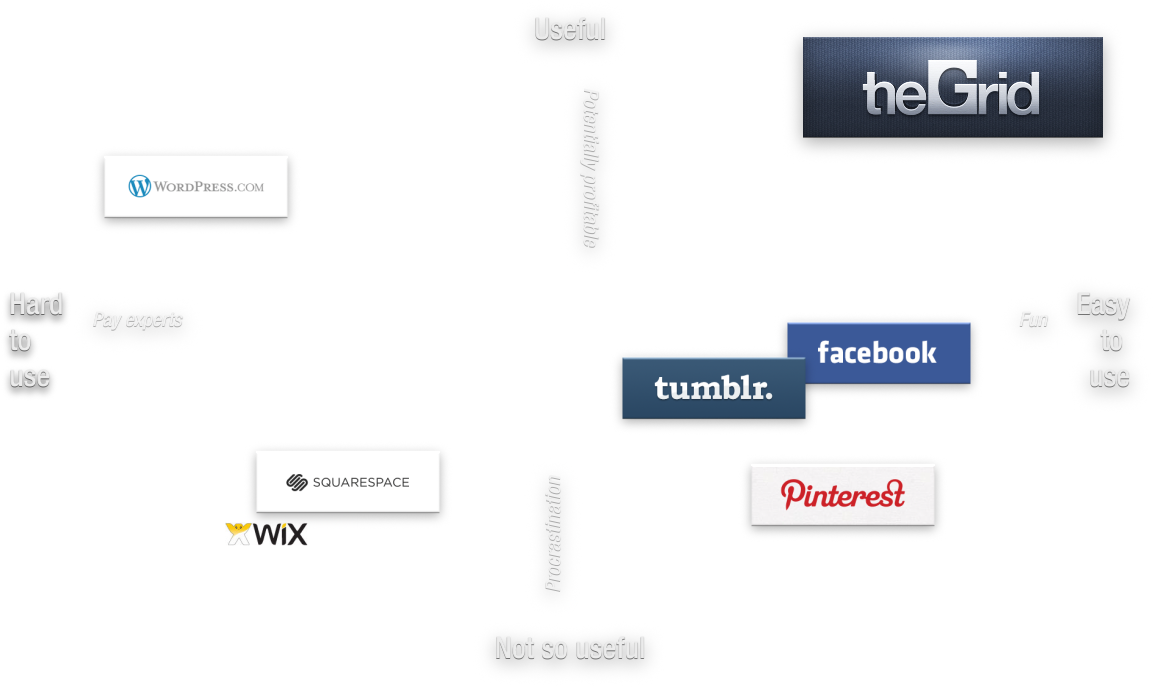 Useful
theGrid
Potentially profitable
WORDPRESS.COM
Hard
to
use
Pay experts
Fun
Easy
to
use
facebook
tumblr.
SQUARESPACE
WiX
Pinterest
Procrastination
Not so useful